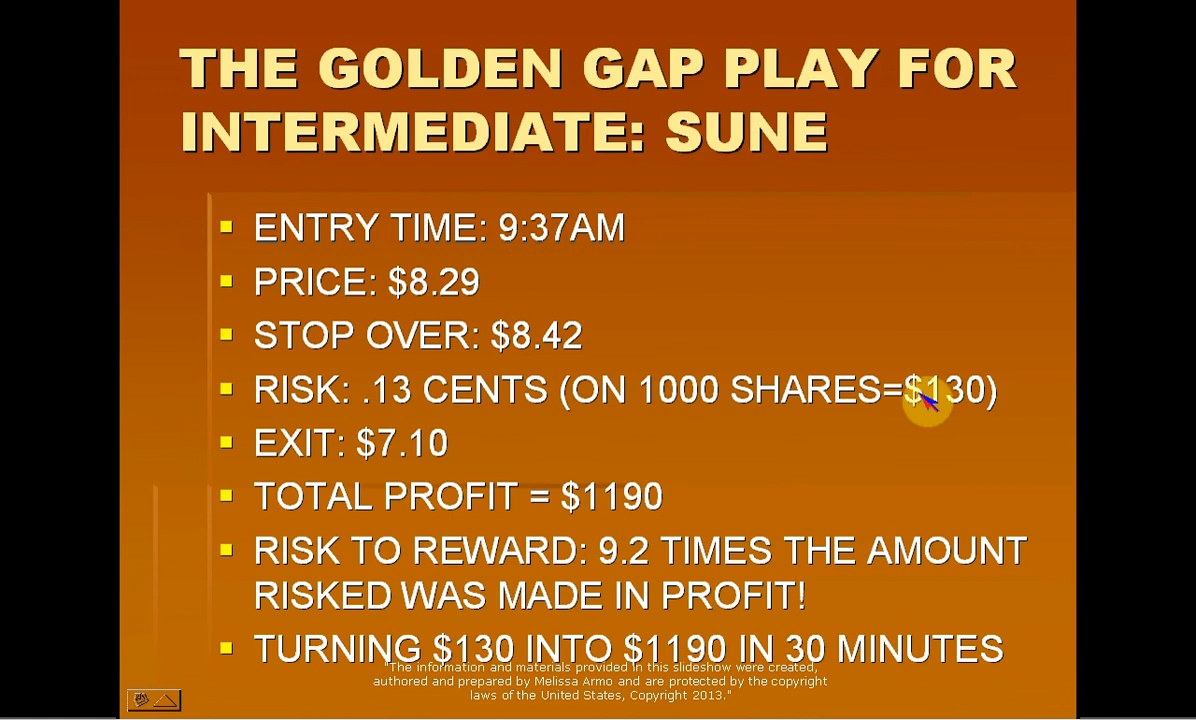 THE GOLDEN GAP PLAY FOR
INTERMEDIATE: SUNE
ENTRY TIME: 9:37AM
PRICE: $8.29
STOP OVER: $8.42
RISK: .13 CENTS (ON 1000 SHARES=$130)
EXIT: $7.10
TOTAL PROFIT = $1190
RISK TO REWARD: 9.2 TIMES THE AMOUNT
RISKED WAS MADE IN PROFIT!
TURNING $130 INTO $1190 IN 30 MINUTES
"The information and materials provided in this slideshow were created,
authored and prepared by Melissa Armo and are protected by the copyright
laws of the United States, Copyright 2013."